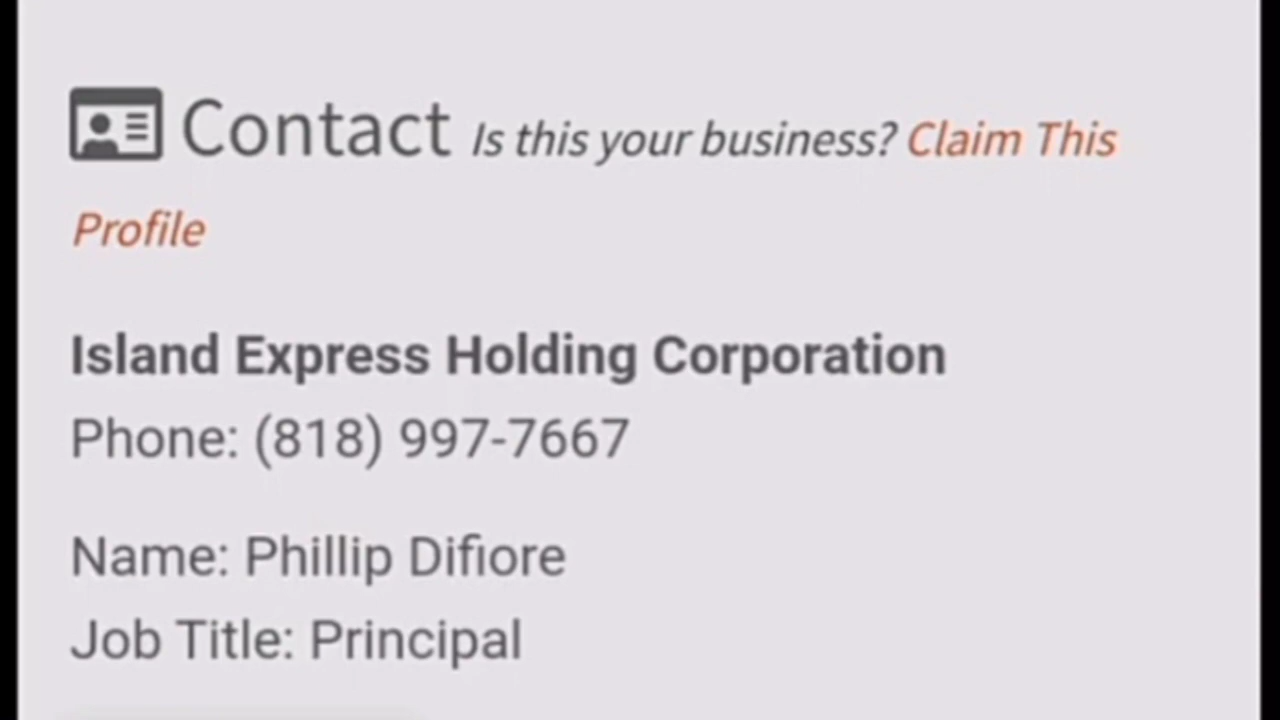 Contact Is this your business? Claim This
Profile
Island Express Holding Corporation
Phone: (818) 997-7667
Name: Phillip Difiore
Job Title: Principal